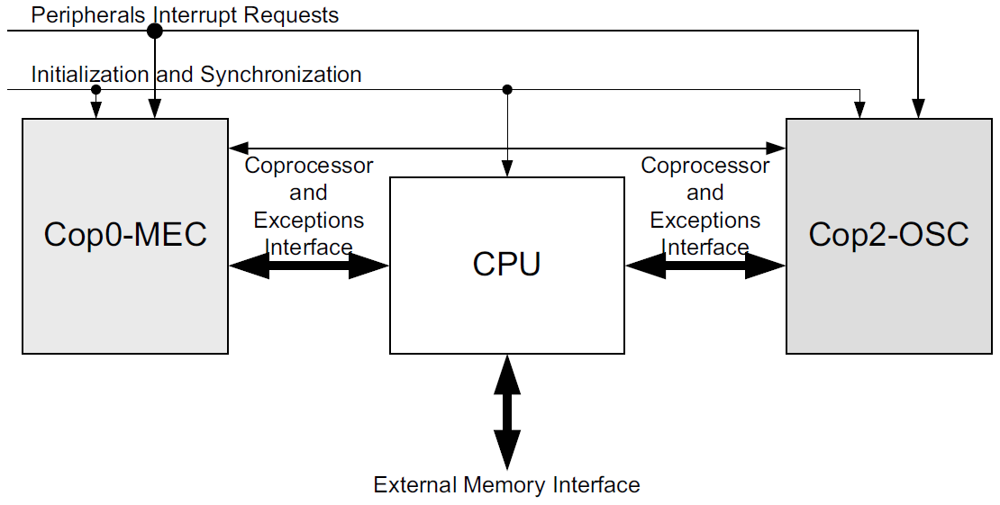 Peripherals Interrupt Requests
Initialization and Synchronization
Coprocessor
and
Exceptions
Interface
Coprocessor
and
Exceptions
Interface
Cop0-MEC
CPU
Cop2-OSC
External Memory Interface